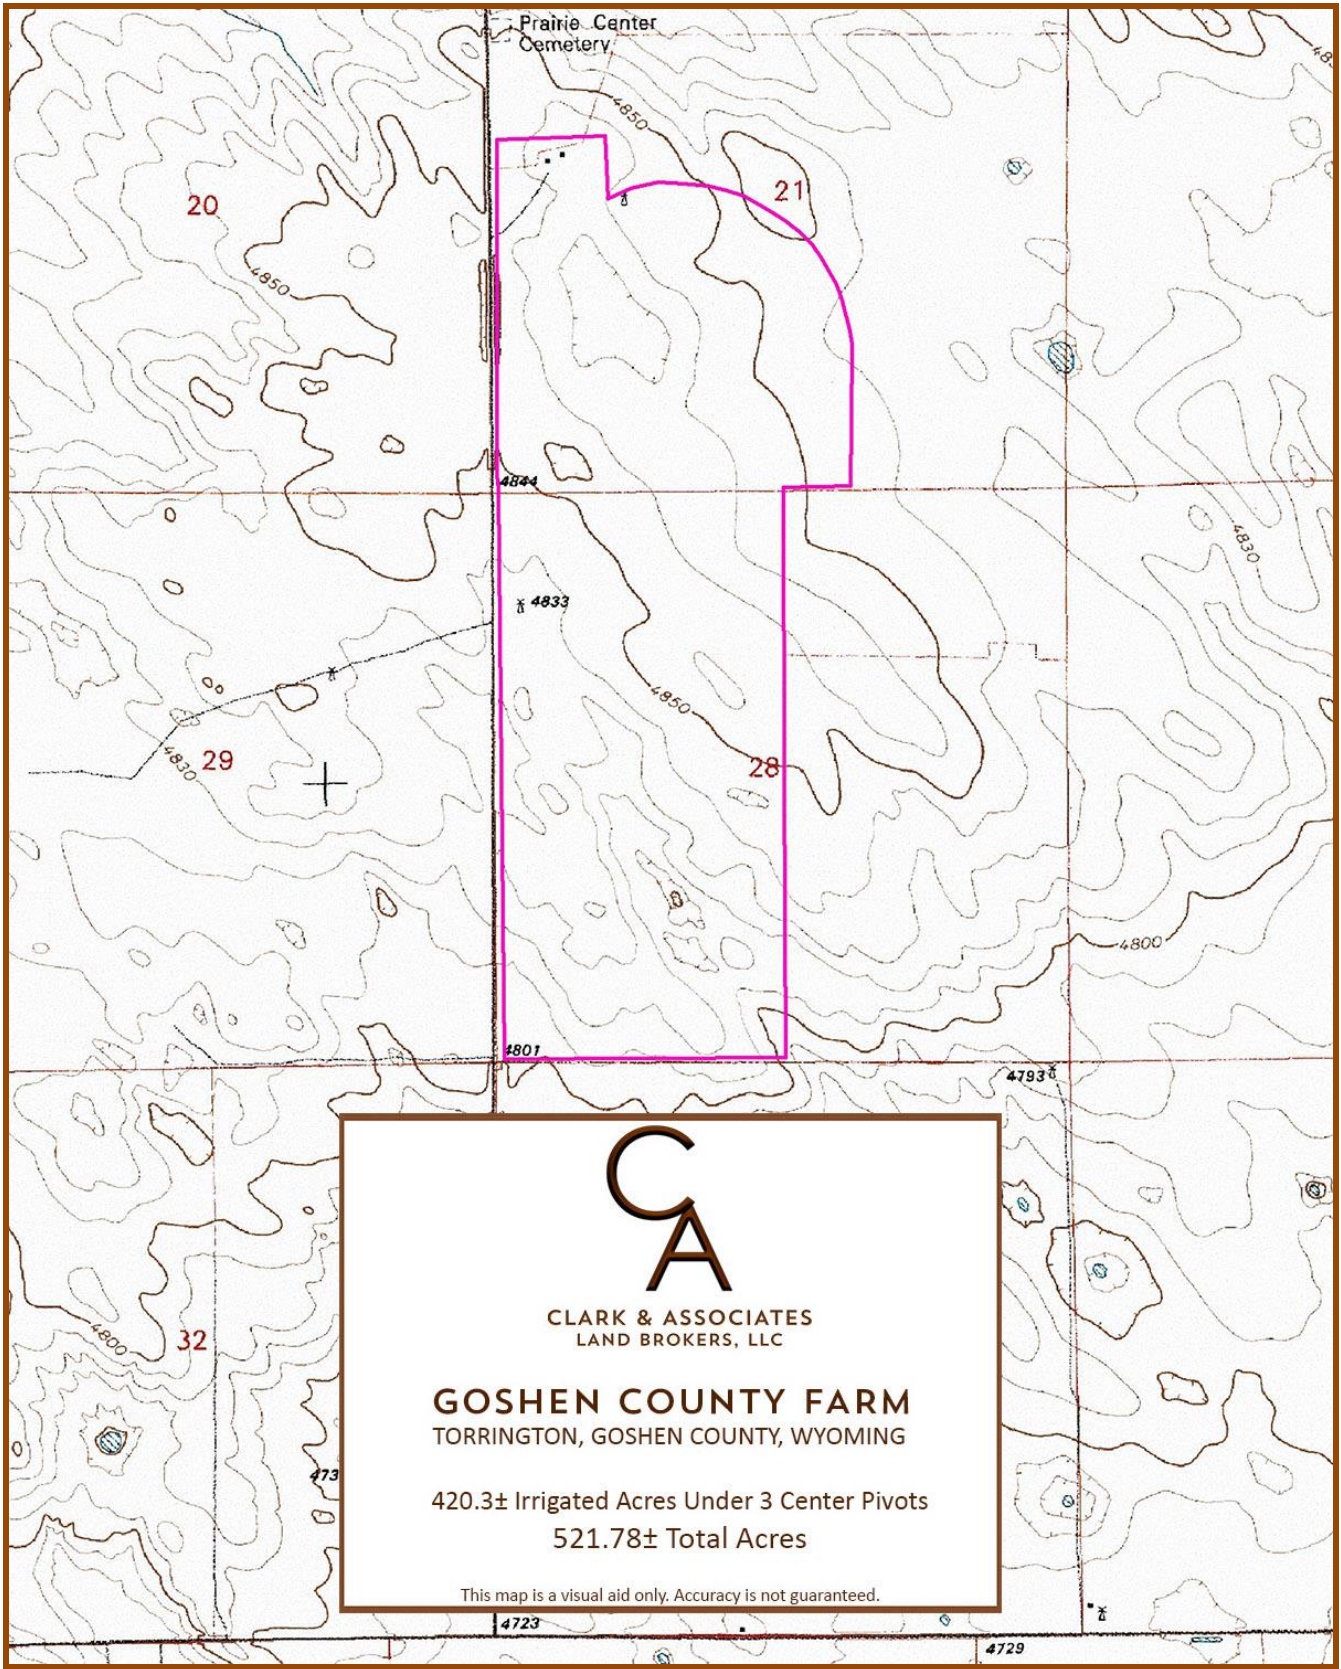 Prairie Center
Cemetery
4850
21
20
4850
4844
4830
4833
4850
29
4830
28
4800
4801
4793
CA
CLARK & ASSOCIATES
LAND BROKERS, LLC
GOSHEN COUNTY FARM
TORRINGTON, GOSHEN COUNTY, WYOMING
420.3± Irrigated Acres Under 3 Center Pivots
521.78± Total Acres
This map is a visual aid only. Accuracy is not guaranteed.
4800
32
473
4723
4729